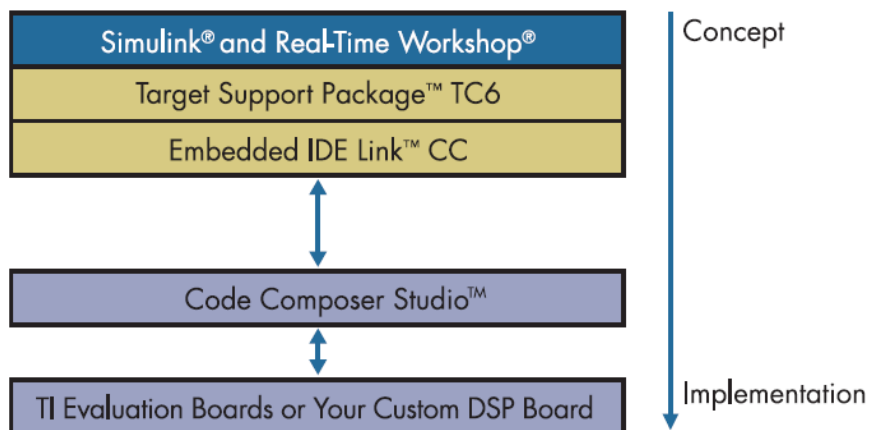 Simulink® and Real-Time Workshop®
Concept
Target Support Package™ TC6
Embedded IDE Link™ CC
Code Composer Studio™
TI Evaluation Boards or Your Custom DSP Board
Implementation